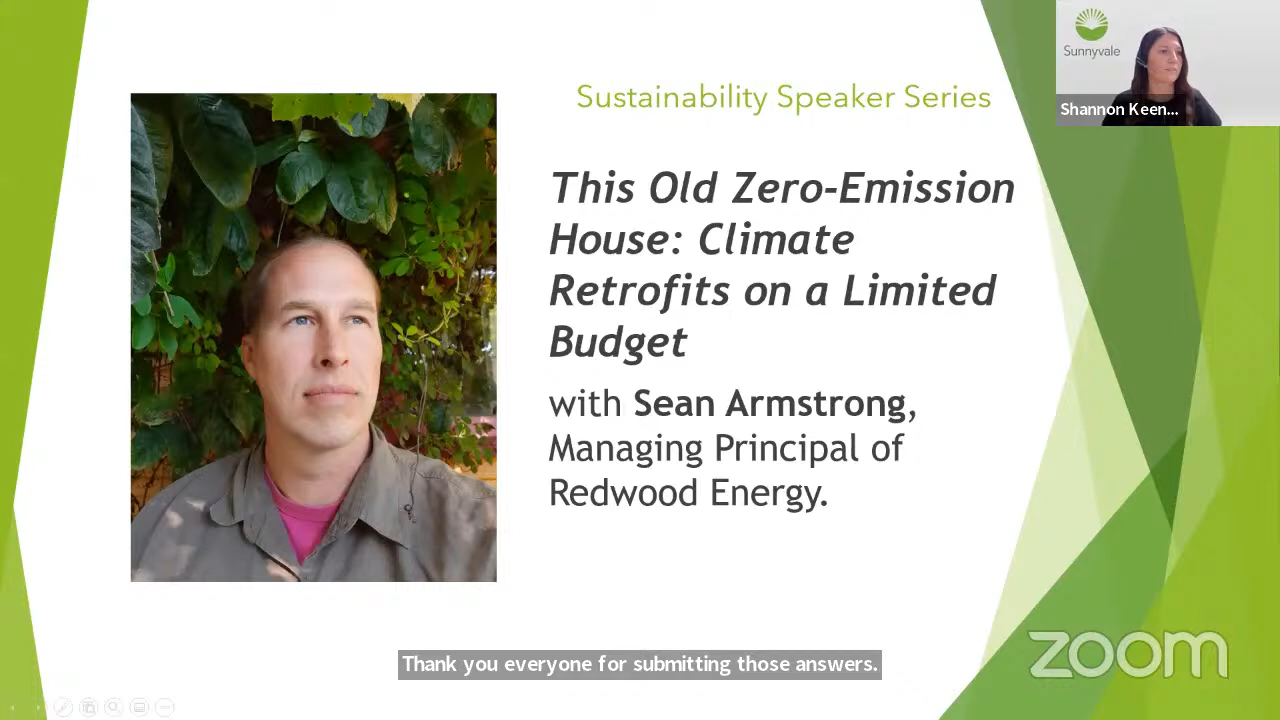 Sunnyvale
Shannon Keen...
Sustainability Speaker Series
This Old Zero-Emission
House: Climate
Retrofits on a Limited
Budget
with Sean Armstrong,
Managing Principal of
Redwood Energy.
Thank you everyone for submitting those answers.
zoom